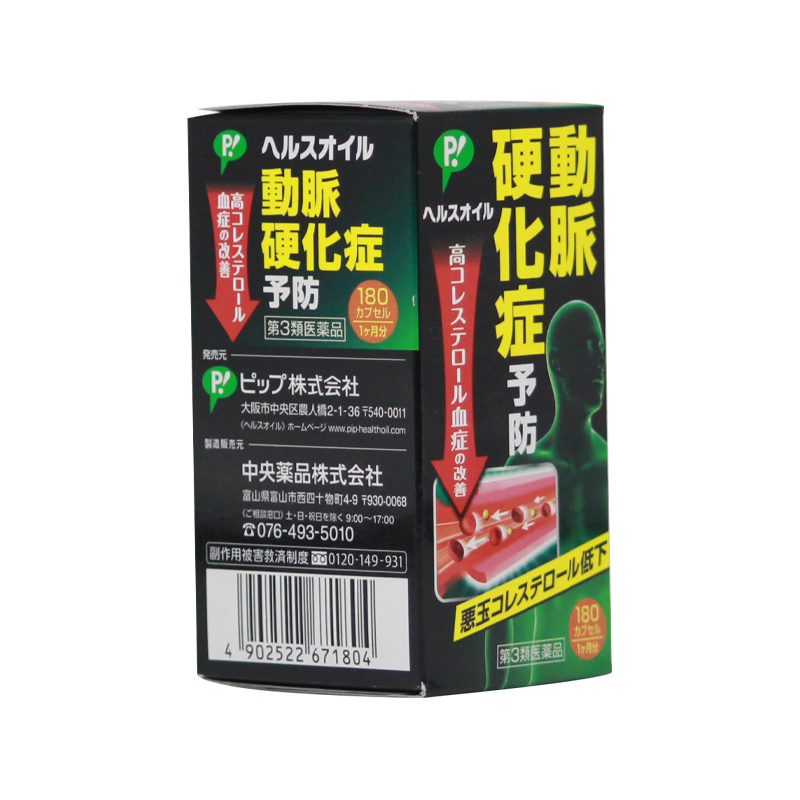 P!
ヘルスオイル
高コレステロール
血症の改善
動脈
硬化症
予防
180
カプセル
1ヶ月分
第3類医薬品
発売元
P!
ピップ株式会社
大阪市中央区農人橋2-1-36 〒540-0011
〈ヘルスオイル〉ホームページ www.pip-healthoil.com
製造販売元
中央薬品株式会社
富山県富山市西四十物町4-9 〒930-0068
〈ご相談窓口〉土・日・祝日を除く 9:00〜17:00
☎076-493-5010
副作用被害救済制度 0120-149-931
4 902522 671804
P!
ヘルスオイル
動脈
硬化症
予防
高コレステロール血症の改善
悪玉コレステロール低下
180
カプセル
1ヶ月分
第3類医薬品